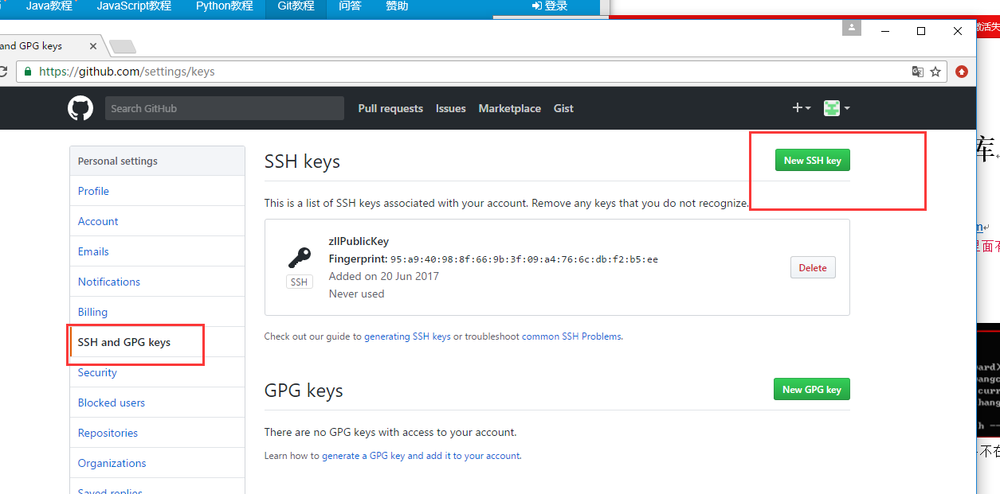 Java教程 JavaScript教程 Python教程 Git教程 问答 赞助 登录
激活失
and GPG keys
https://github.com/settings/keys
Search GitHub Pull requests Issues Marketplace Gist
库
Personal settings
Profile
Account
Emails
Notifications
Billing
SSH and GPG keys
Security
Blocked users
Repositories
Organizations
Saved replies
SSH keys
New SSH key
This is a list of SSH keys associated with your account. Remove any keys that you do not recognize.
zllPublicKey
Fingerprint: 95:a9:40:98:8f:66:9b:3f:09:a4:76:6c:db:f2:b5:ee
SSH
Added on 20 Jun 2017
Never used
Delete
Check out our guide to generating SSH keys or troubleshoot common SSH Problems.
GPG keys
New GPG key
There are no GPG keys with access to your account.
Learn how to generate a GPG key and add it to your account.
里面有
不在